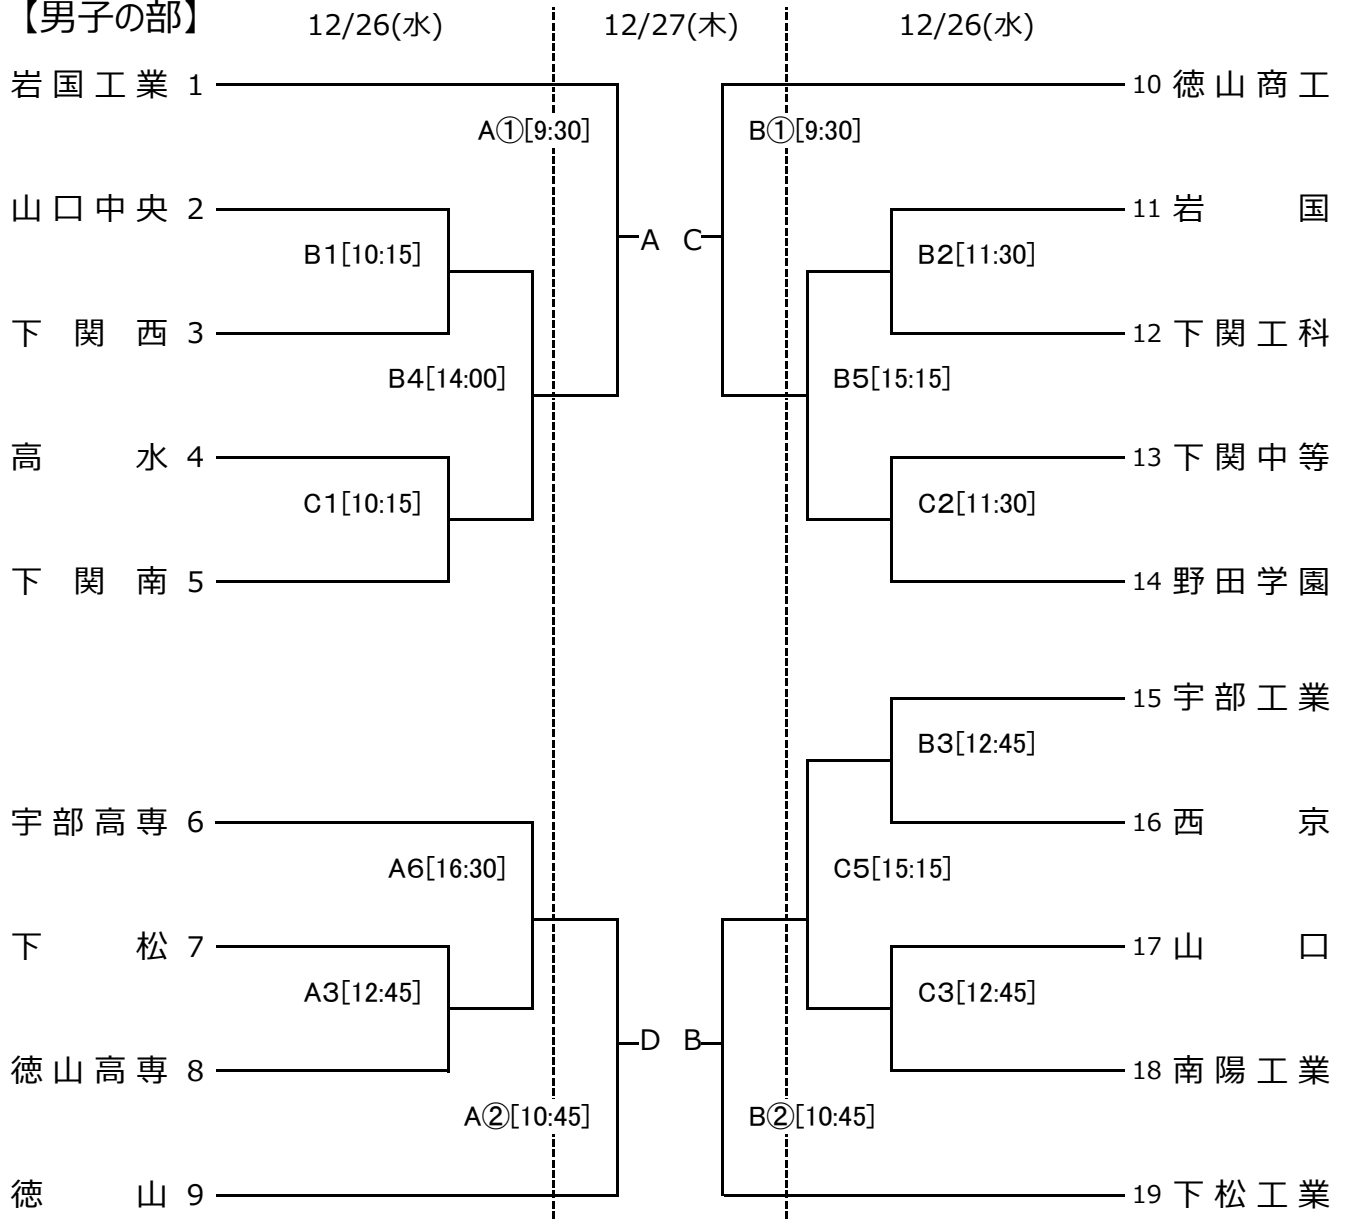 【男子の部】 12/26(水) 12/27(木) 12/26(水)
岩国工業 1 10 徳山商工
A①[9:30] B①[9:30]
山口中央 2 11 岩国
A C
B1[10:15] B2[11:30]
下関西 3 12 下関工科
B4[14:00] B5[15:15]
高水 4 13 下関中等
C1[10:15] C2[11:30]
下関南 5 14 野田学園
15 宇部工業
B3[12:45]
宇部高専 6 16 西京
A6[16:30] C5[15:15]
下松 7 17 山口
A3[12:45] C3[12:45]
D B
徳山高専 8 18 南陽工業
A②[10:45] B②[10:45]
徳山 9 19 下松工業